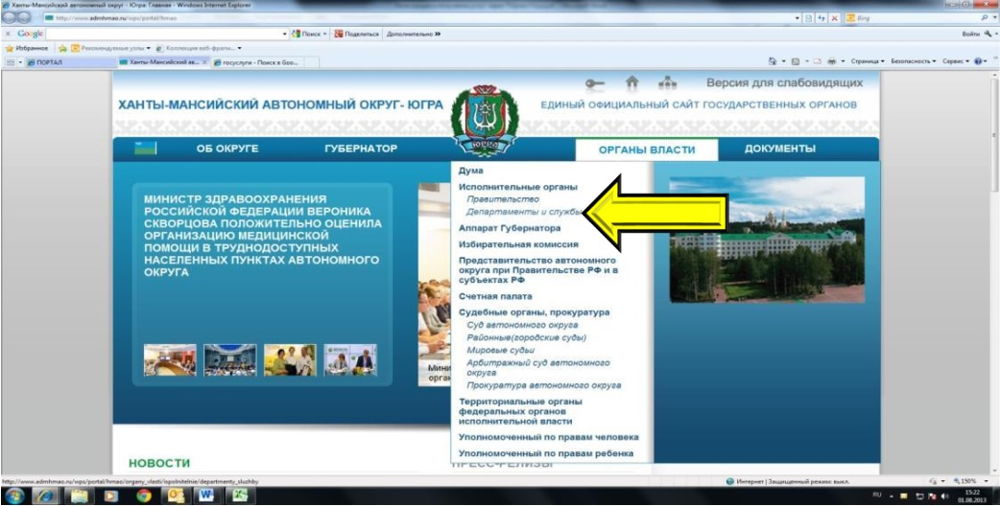 Ханты-Мансийский автономный округ - Югра: Главная - Windows Internet Explorer
http://www.admhmao.ru/wps/portal/hmao
Bing
Google
Поиск
Поделиться
Дополнительно
Войти
Избранное
Рекомендуемые узлы
Коллекция веб-фрагм...
ПОРТАЛ
Ханты-Мансийский ав...
госуслуги - Поиск в Goo...
Страница
Безопасность
Сервис
Версия для слабовидящих
ХАНТЫ-МАНСИЙСКИЙ АВТОНОМНЫЙ ОКРУГ- ЮГРА
ЕДИНЫЙ ОФИЦИАЛЬНЫЙ САЙТ ГОСУДАРСТВЕННЫХ ОРГАНОВ
ЮГРА
ОБ ОКРУГЕ
ГУБЕРНАТОР
ОРГАНЫ ВЛАСТИ
ДОКУМЕНТЫ
МИНИСТР ЗДРАВООХРАНЕНИЯ
РОССИЙСКОЙ ФЕДЕРАЦИИ ВЕРОНИКА
СКВОРЦОВА ПОЛОЖИТЕЛЬНО ОЦЕНИЛА
ОРГАНИЗАЦИЮ МЕДИЦИНСКОЙ
ПОМОЩИ В ТРУДНОДОСТУПНЫХ
НАСЕЛЕННЫХ ПУНКТАХ АВТОНОМНОГО
ОКРУГА
Мини
орган
Дума
Исполнительные органы
Правительство
Департаменты и службы
Аппарат Губернатора
Избирательная комиссия
Представительство автономного
округа при Правительстве РФ и в
субъектах РФ
Счетная палата
Судебные органы, прокуратура
Суд автономного округа
Районные(городские суды)
Мировые судьи
Арбитражный суд автономного
округа
Прокуратура автономного округа
Территориальные органы
федеральных органов
исполнительной власти
Уполномоченный по правам человека
Уполномоченный по правам ребенка
НОВОСТИ
ПРЕСС-РЕЛИЗЫ
http://www.admhmao.ru/wps/portal/hmao/organy_vlasti/ispolnitelnie/departmenty_sluzhby
Интернет | Защищенный режим: выкл.
150%
RU
15:22
01.08.2013